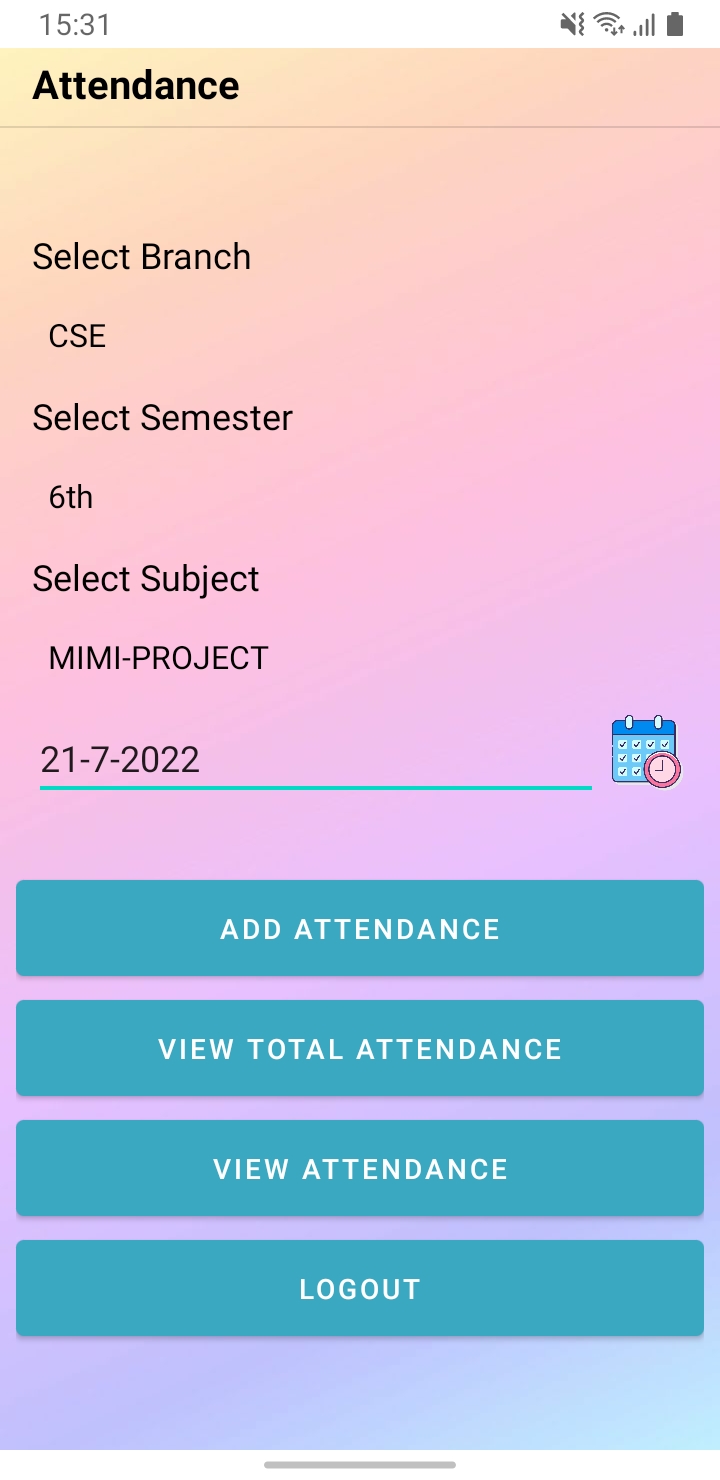 15:31
Attendance
Select Branch
CSE
Select Semester
6th
Select Subject
MIMI-PROJECT
21-7-2022
ADD ATTENDANCE
VIEW TOTAL ATTENDANCE
VIEW ATTENDANCE
LOGOUT